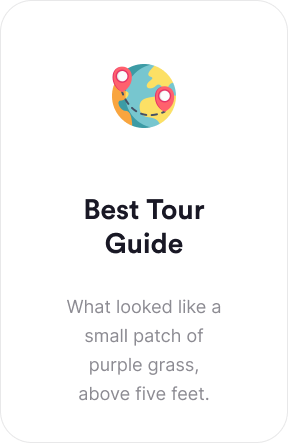 Best Tour
Guide
What looked like a
small patch of
purple grass,
above five feet.